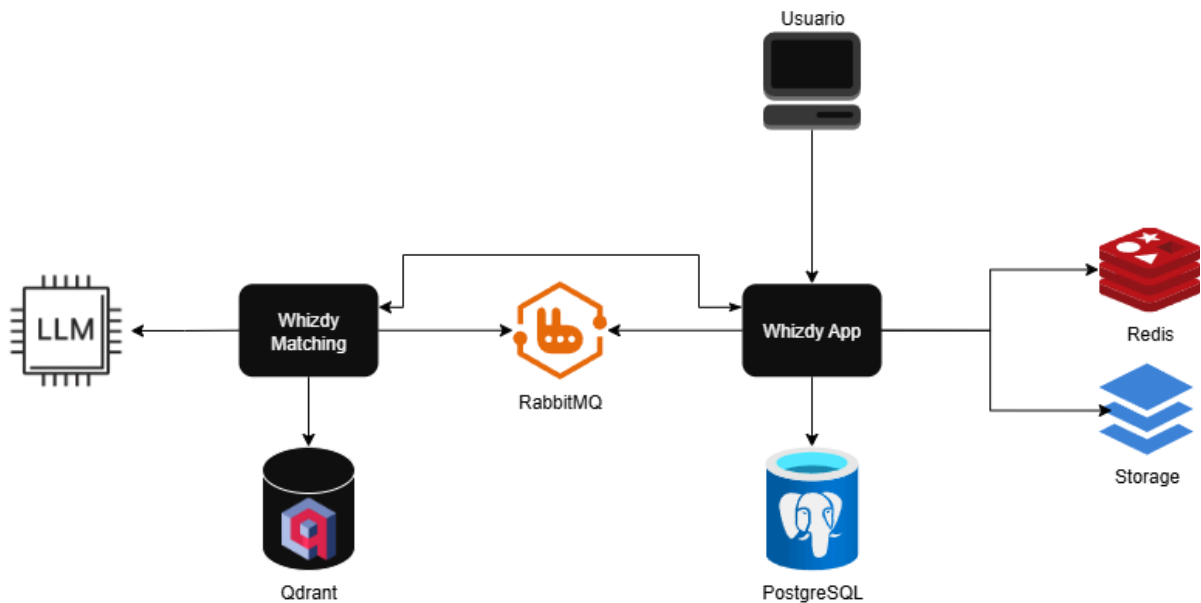 Usuario
LLM
Whizdy
Matching
RabbitMQ
Whizdy App
Redis
Storage
Qdrant
PostgreSQL